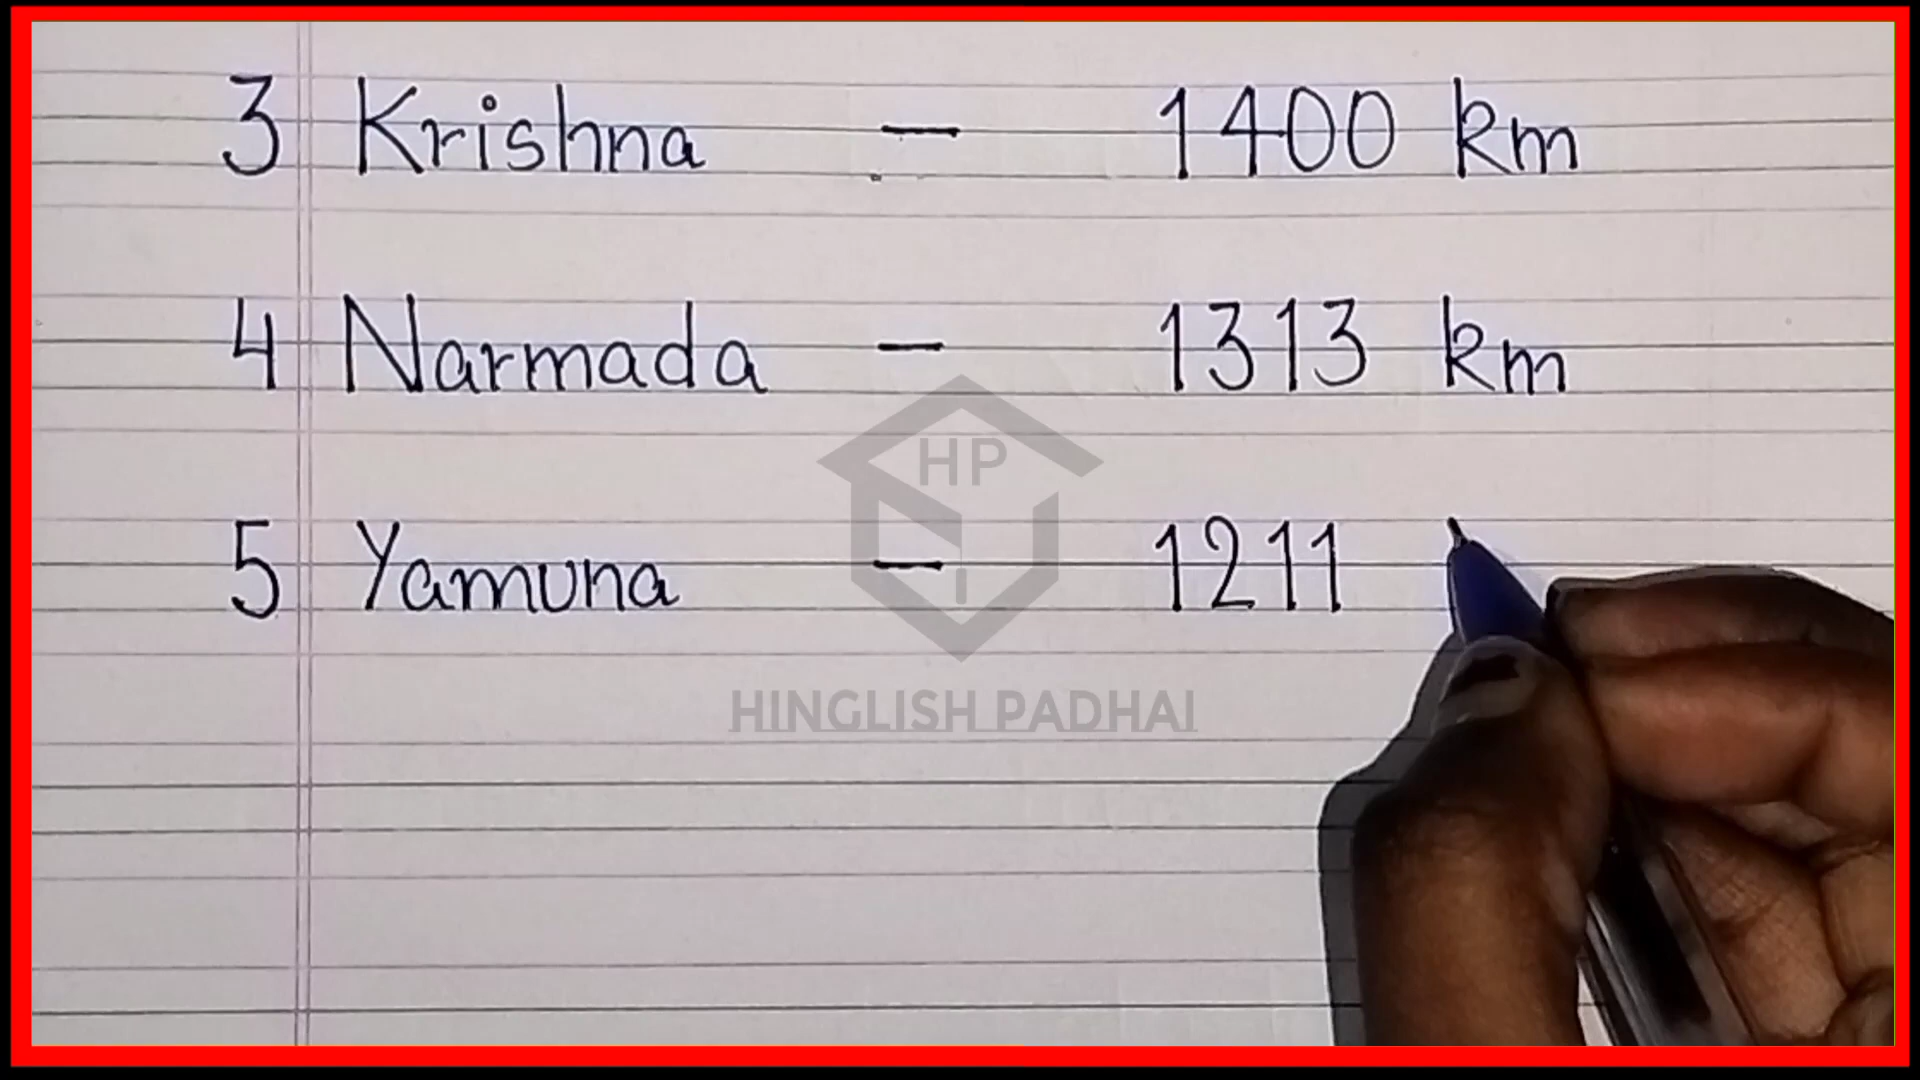 3 Krishna – 1400 km
4 Narmada – 1313 km
HP
5 Yamuna – 1211
HINGLISH PADHAI